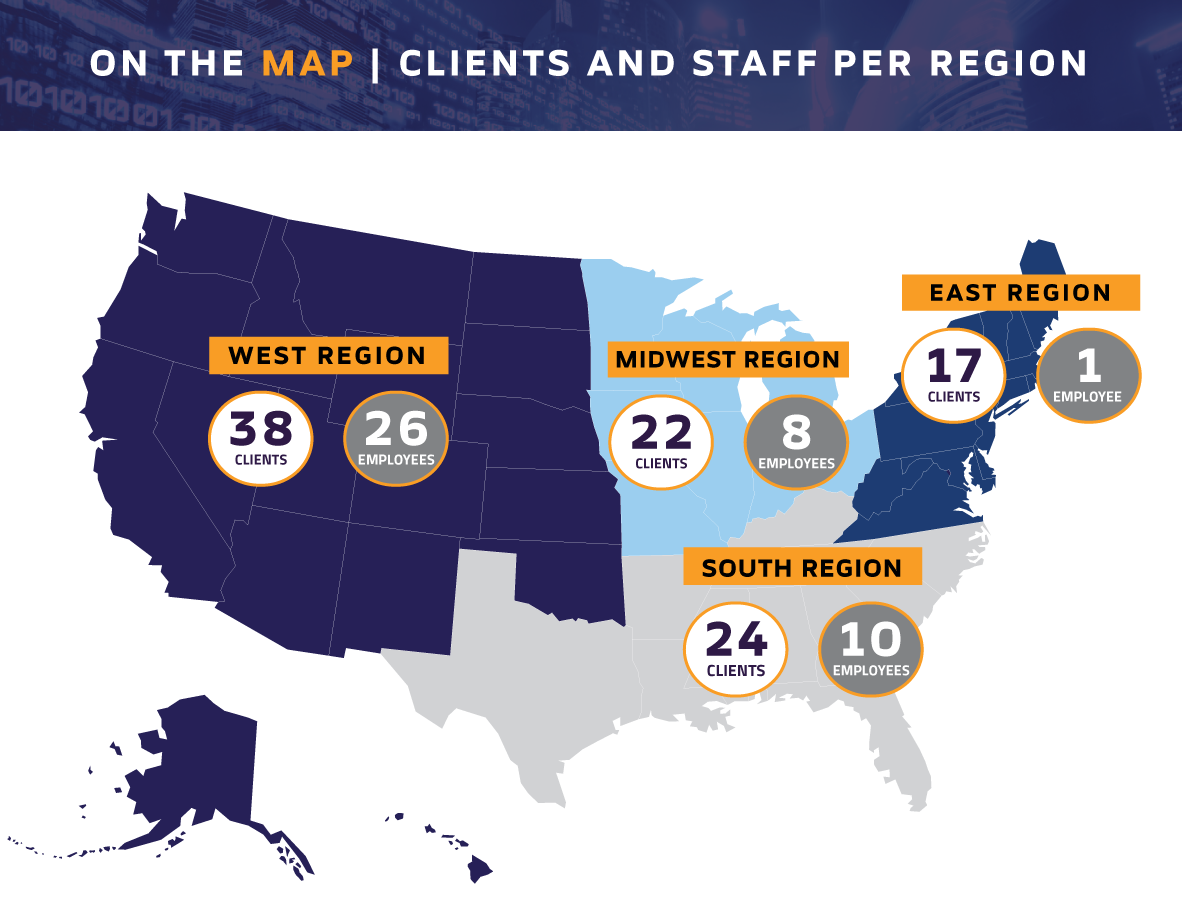 ON THE MAP | CLIENTS AND STAFF PER REGION
EAST REGION
17
CLIENTS
1
EMPLOYEE
WEST REGION
38
CLIENTS
26
EMPLOYEES
MIDWEST REGION
22
CLIENTS
8
EMPLOYEES
SOUTH REGION
24
CLIENTS
10
EMPLOYEES